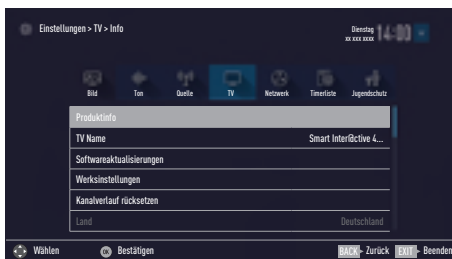 Einstellungen > TV > Info
Dienstag
xx xxx xxxx
14:00
Bild Ton Quelle TV Netzwerk Timerliste Jugendschutz
Produktinfo
TV Name Smart Inter@ctive 4...
Softwareaktualisierungen
Werksinstellungen
Kanalverlauf rücksetzen
Land Deutschland
Wählen OK Bestätigen BACK - Zurück EXIT - Beenden